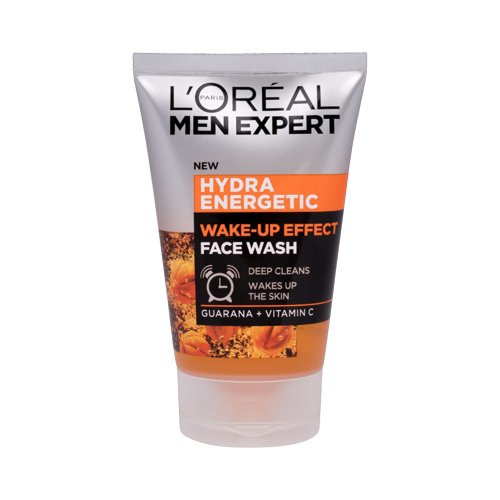 L'ORÉAL
PARIS
MEN EXPERT
NEW
HYDRA
ENERGETIC
WAKE-UP EFFECT
FACE WASH
DEEP CLEANS
WAKES UP
THE SKIN
GUARANA + VITAMIN C